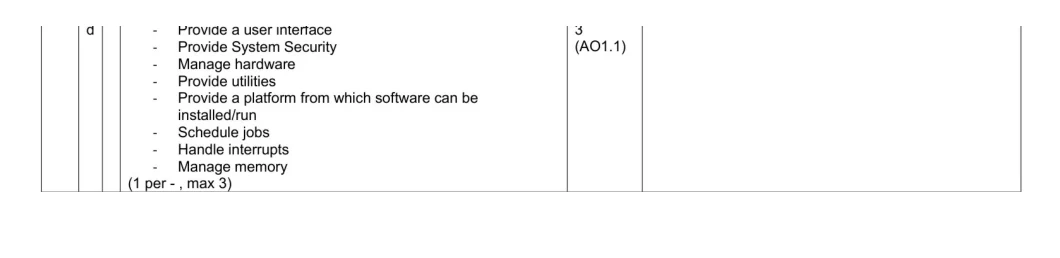 d - Provide a user interface 3
- Provide System Security (AO1.1)
- Manage hardware
- Provide utilities
- Provide a platform from which software can be
installed/run
- Schedule jobs
- Handle interrupts
- Manage memory
(1 per - , max 3)